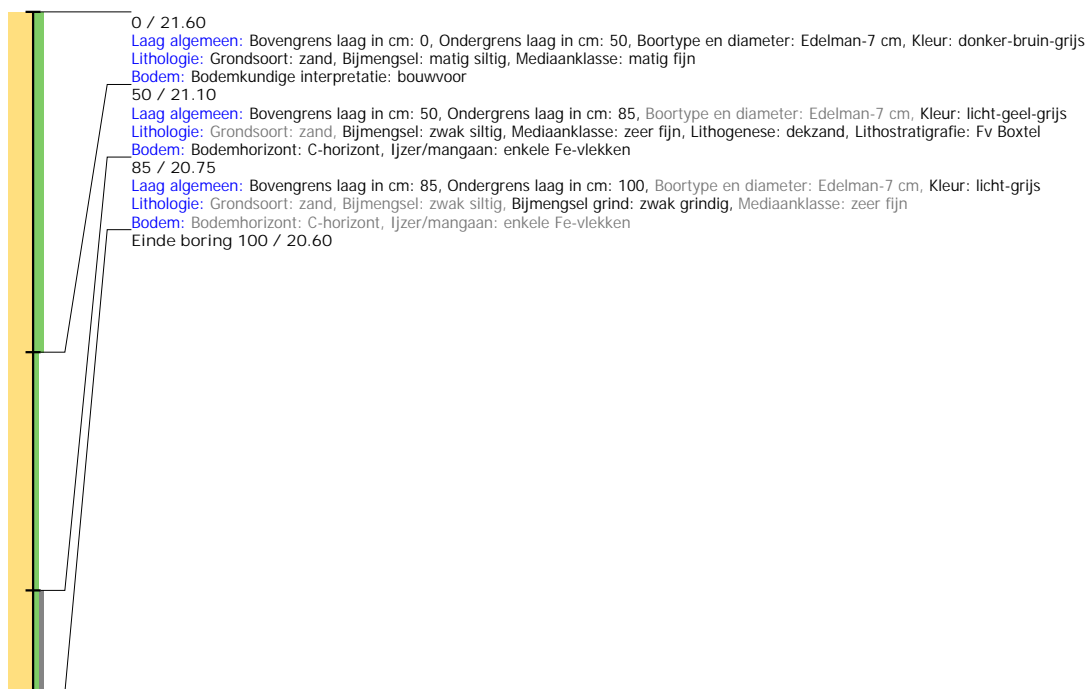 0 / 21.60
Laag algemeen: Bovengrens laag in cm: 0, Ondergrens laag in cm: 50, Boortype en diameter: Edelman-7 cm, Kleur: donker-bruin-grijs
Lithologie: Grondsoort: zand, Bijmengsel: matig siltig, Mediaanklasse: matig fijn
Bodem: Bodemkundige interpretatie: bouwvoor
50 / 21.10
Laag algemeen: Bovengrens laag in cm: 50, Ondergrens laag in cm: 85, Boortype en diameter: Edelman-7 cm, Kleur: licht-geel-grijs
Lithologie: Grondsoort: zand, Bijmengsel: zwak siltig, Mediaanklasse: zeer fijn, Lithogenese: dekzand, Lithostratigrafie: Fv Boxtel
Bodem: Bodemhorizont: C-horizont, Ijzer/mangaan: enkele Fe-vlekken
85 / 20.75
Laag algemeen: Bovengrens laag in cm: 85, Ondergrens laag in cm: 100, Boortype en diameter: Edelman-7 cm, Kleur: licht-grijs
Lithologie: Grondsoort: zand, Bijmengsel: zwak siltig, Bijmengsel grind: zwak grindig, Mediaanklasse: zeer fijn
Bodem: Bodemhorizont: C-horizont, Ijzer/mangaan: enkele Fe-vlekken
Einde boring 100 / 20.60